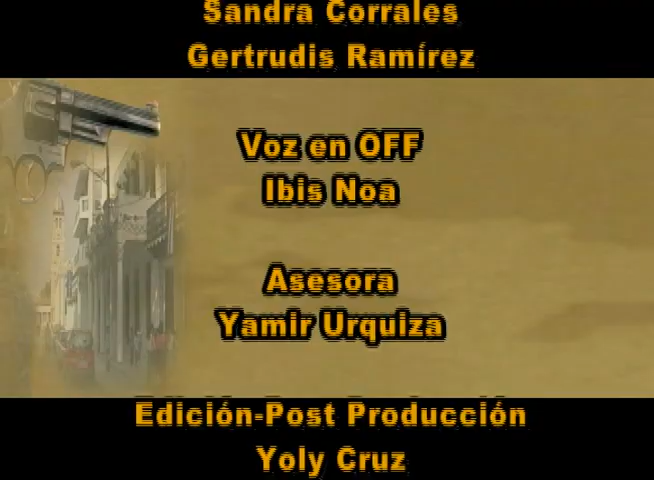 Sandra Corrales
Gertrudis Ramírez
Voz en OFF
Ibis Noa
Asesora
Yamir Urquiza
Edición-Post Producción
Yoly Cruz